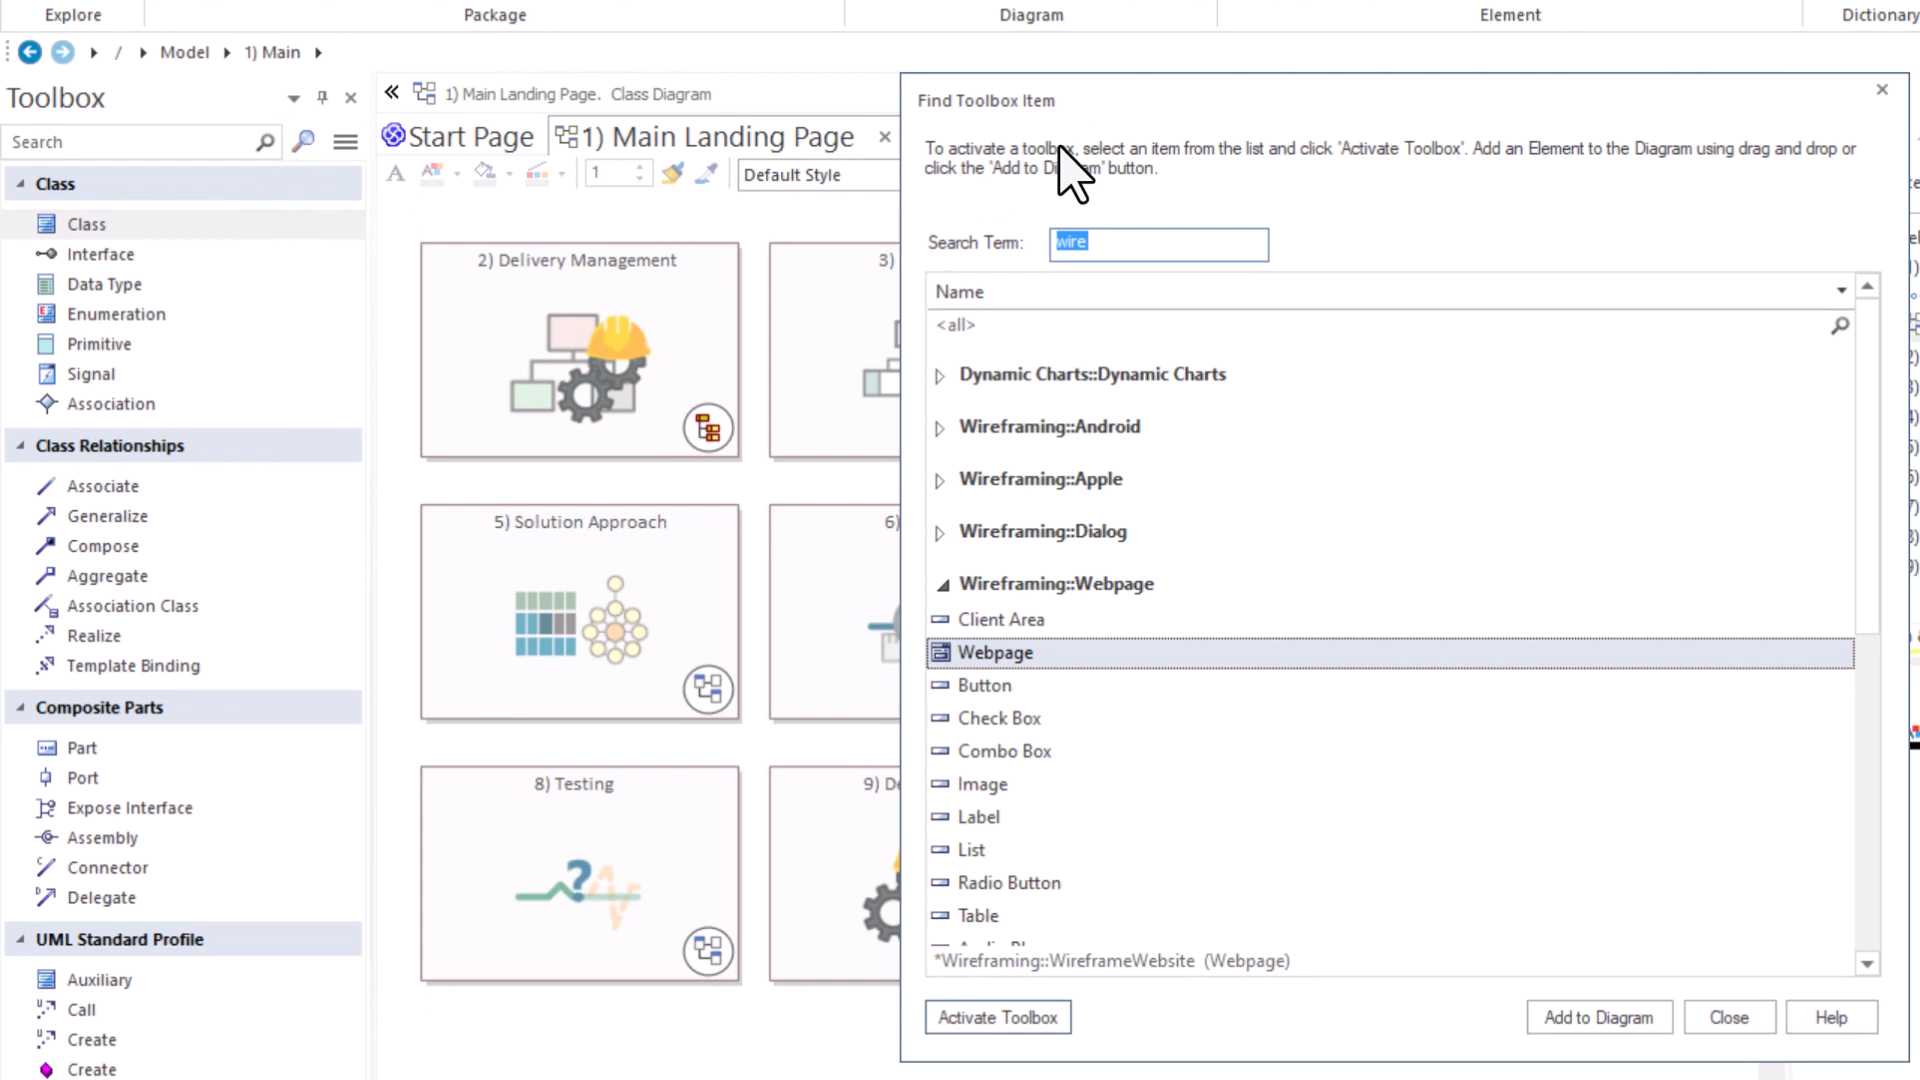 Explore
Package
Diagram
Element
Dictionary
/ Model 1) Main
Toolbox
Search
Class
Class
Interface
Data Type
Enumeration
Primitive
Signal
Association
Class Relationships
Associate
Generalize
Compose
Aggregate
Association Class
Realize
Template Binding
Composite Parts
Part
Port
Expose Interface
Assembly
Connector
Delegate
UML Standard Profile
Auxiliary
Call
Create
Create
1) Main Landing Page. Class Diagram
Start Page
1) Main Landing Page
1
Default Style
2) Delivery Management
3)
5) Solution Approach
6)
8) Testing
9)
Find Toolbox Item
To activate a toolbox, select an item from the list and click 'Activate Toolbox'. Add an Element to the Diagram using drag and drop or
click the 'Add to Diagram' button.
Search Term: wire
Name
<all>
Dynamic Charts::Dynamic Charts
Wireframing::Android
Wireframing::Apple
Wireframing::Dialog
Wireframing::Webpage
Client Area
Webpage
Button
Check Box
Combo Box
Image
Label
List
Radio Button
Table
*Wireframing::WireframeWebsite (Webpage)
Activate Toolbox
Add to Diagram
Close
Help